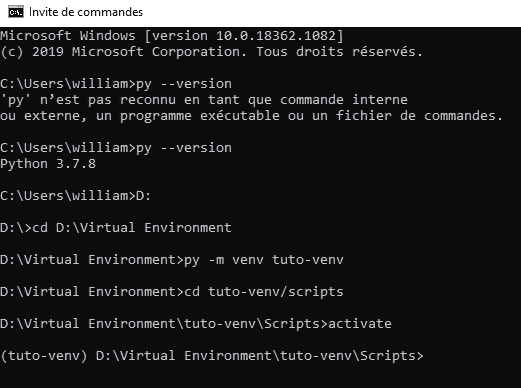 Invite de commandes
Microsoft Windows [version 10.0.18362.1082]
(c) 2019 Microsoft Corporation. Tous droits réservés.
C:\Users\william>py --version
'py' n’est pas reconnu en tant que commande interne
ou externe, un programme exécutable ou un fichier de commandes.
C:\Users\william>py --version
Python 3.7.8
C:\Users\william>D:
D:\>cd D:\Virtual Environment
D:\Virtual Environment>py -m venv tuto-venv
D:\Virtual Environment>cd tuto-venv/scripts
D:\Virtual Environment\tuto-venv\Scripts>activate
(tuto-venv) D:\Virtual Environment\tuto-venv\Scripts>